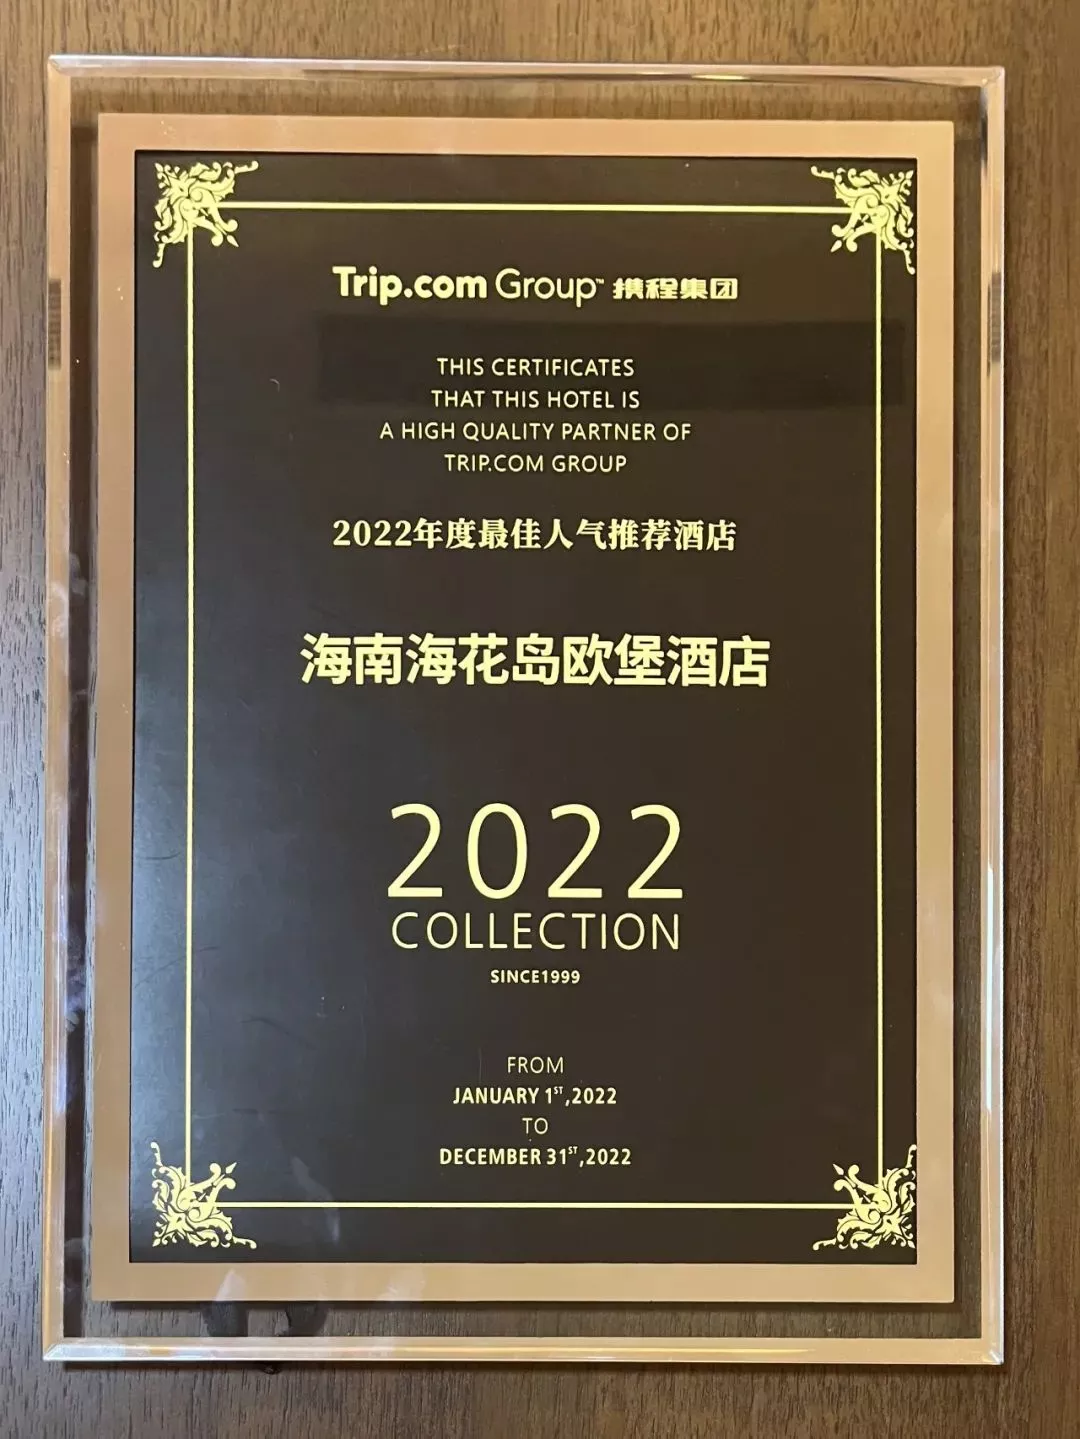 Trip.com Group™ 携程集团
THIS CERTIFICATES
THAT THIS HOTEL IS
A HIGH QUALITY PARTNER OF
TRIP.COM GROUP
2022年度最佳人气推荐酒店
海南海花岛欧堡酒店
2022
COLLECTION
SINCE1999
FROM
JANUARY 1ST,2022
TO
DECEMBER 31ST,2022